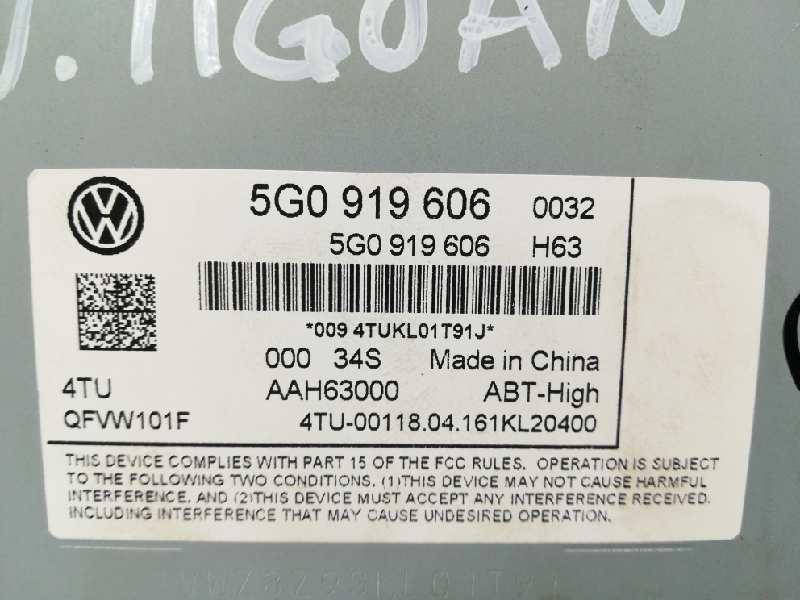 V. TIGUAN
5G0 919 606 0032
5G0 919 606 H63
*009 4TUKL01T91J*
000 34S Made in China
4TU AAH63000 ABT-High
QFVW101F 4TU-00118.04.161KL20400
THIS DEVICE COMPLIES WITH PART 15 OF THE FCC RULES. OPERATION IS SUBJECT
TO THE FOLLOWING TWO CONDITIONS. (1)THIS DEVICE MAY NOT CAUSE HARMFUL
INTERFERENCE. AND (2)THIS DEVICE MUST ACCEPT ANY INTERFERENCE RECEIVED.
INCLUDING INTERFERENCE THAT MAY CAUSE UNDESIRED OPERATION.